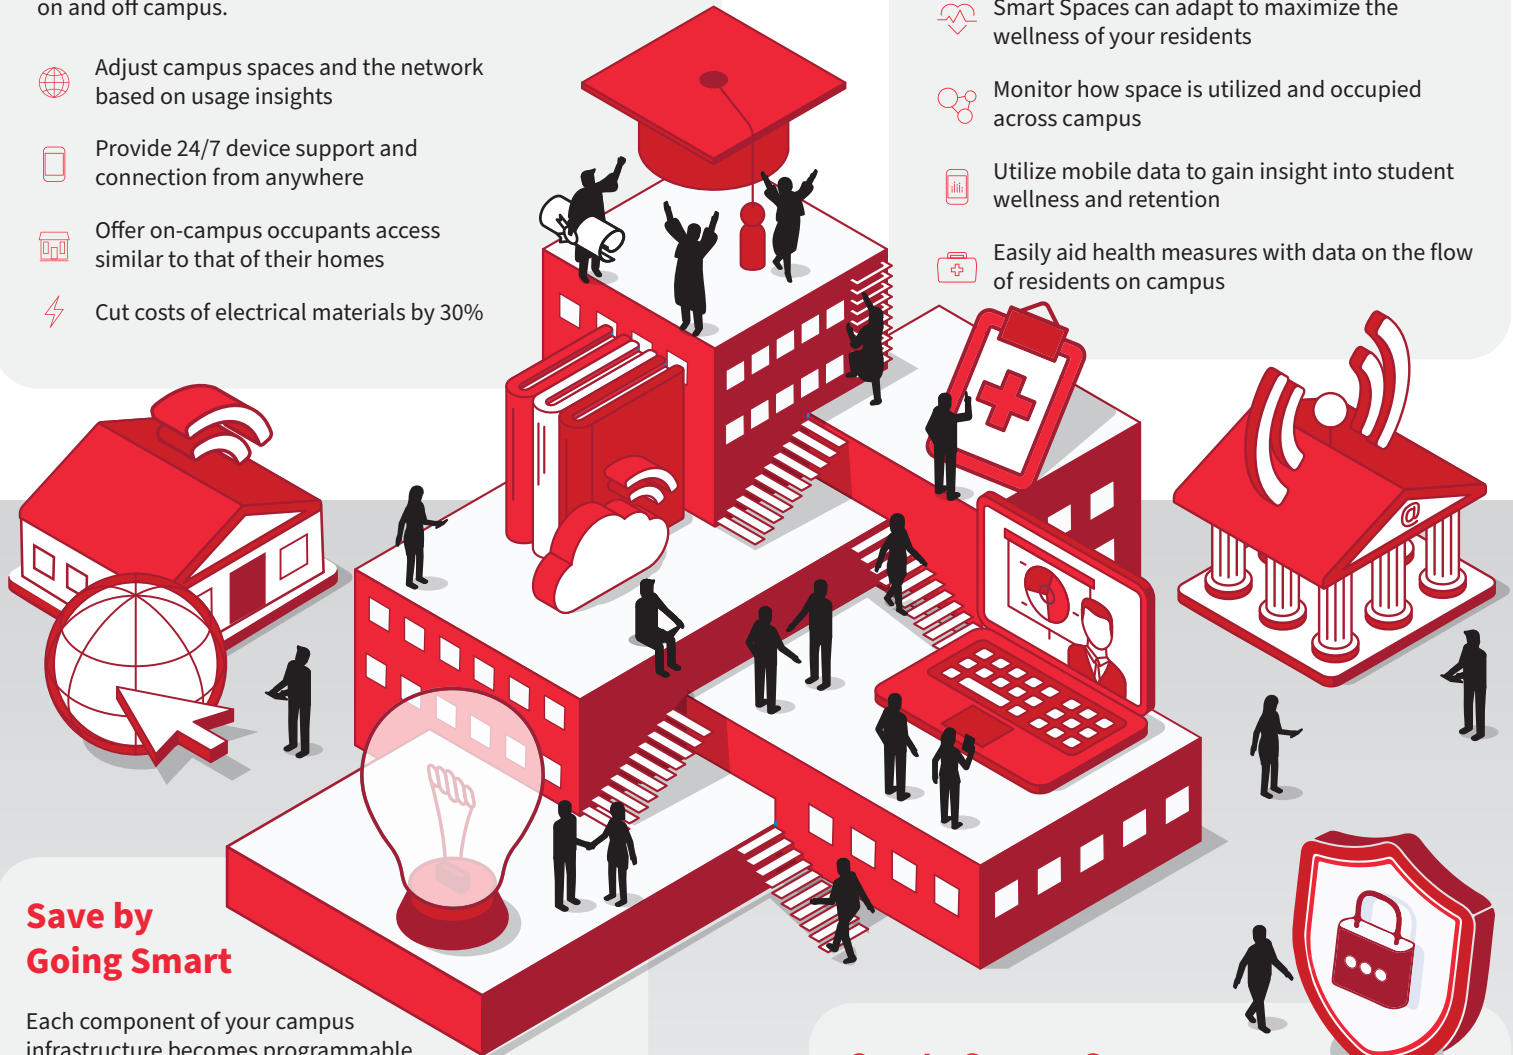 on and off campus.
Adjust campus spaces and the network
based on usage insights
Provide 24/7 device support and
connection from anywhere
Offer on-campus occupants access
similar to that of their homes
Cut costs of electrical materials by 30%
Smart Spaces can adapt to maximize the
wellness of your residents
Monitor how space is utilized and occupied
across campus
Utilize mobile data to gain insight into student
wellness and retention
Easily aid health measures with data on the flow
of residents on campus
@
Save by
Going Smart
Each component of your campus
infrastructure becomes programmable